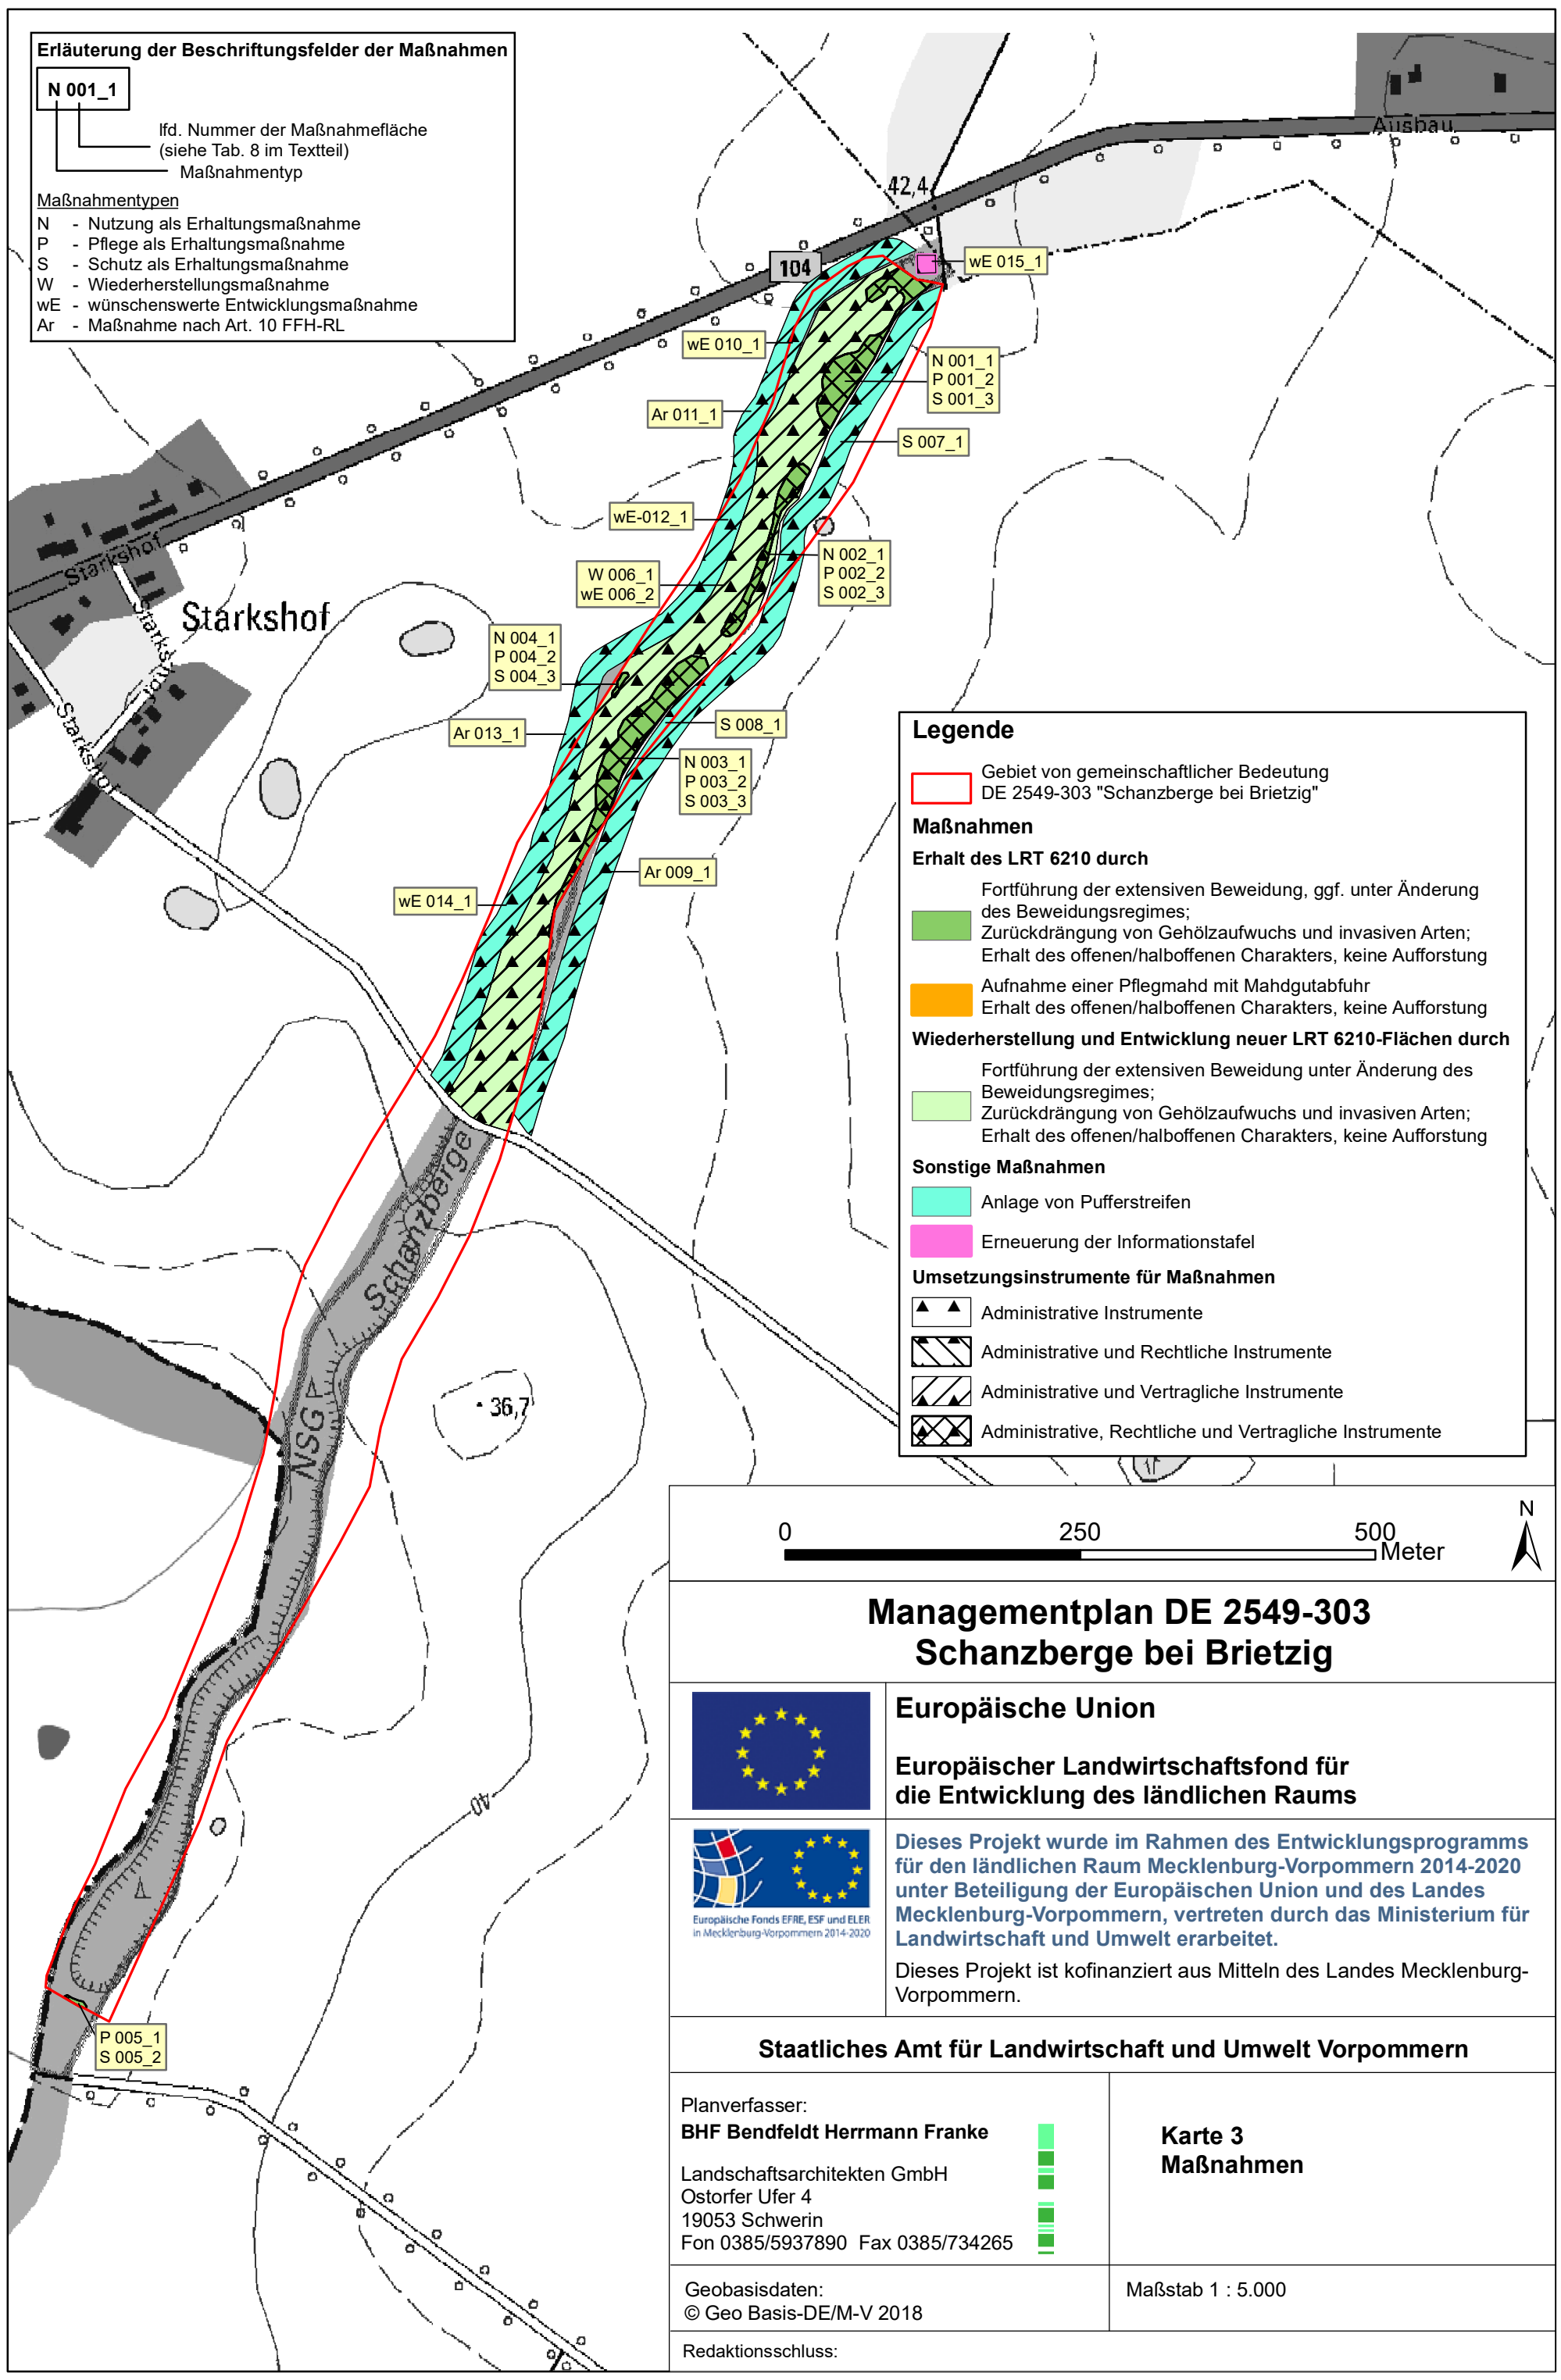 Erläuterung der Beschriftungsfelder der Maßnahmen
N 001_1
lfd. Nummer der Maßnahmefläche
(siehe Tab. 8 im Textteil)
Maßnahmentyp
Maßnahmentypen
N - Nutzung als Erhaltungsmaßnahme
P - Pflege als Erhaltungsmaßnahme
S - Schutz als Erhaltungsmaßnahme
W - Wiederherstellungsmaßnahme
wE - wünschenswerte Entwicklungsmaßnahme
Ar - Maßnahme nach Art. 10 FFH-RL
Ausbau
42,4
104
wE 015_1
wE 010_1
N 001_1
P 001_2
S 001_3
Ar 011_1
S 007_1
wE-012_1
N 002_1
P 002_2
S 002_3
W 006_1
wE 006_2
Starkshof
Starkshof
Starkshof
Starkshof
N 004_1
P 004_2
S 004_3
Ar 013_1
S 008_1
N 003_1
P 003_2
S 003_3
Ar 009_1
wE 014_1
Schanzberge
NSG
36,7
40
P 005_1
S 005_2
Legende
Gebiet von gemeinschaftlicher Bedeutung
DE 2549-303 "Schanzberge bei Brietzig"
Maßnahmen
Erhalt des LRT 6210 durch
Fortführung der extensiven Beweidung, ggf. unter Änderung
des Beweidungsregimes;
Zurückdrängung von Gehölzaufwuchs und invasiven Arten;
Erhalt des offenen/halboffenen Charakters, keine Aufforstung
Aufnahme einer Pflegmahd mit Mahdgutabfuhr
Erhalt des offenen/halboffenen Charakters, keine Aufforstung
Wiederherstellung und Entwicklung neuer LRT 6210-Flächen durch
Fortführung der extensiven Beweidung unter Änderung des
Beweidungsregimes;
Zurückdrängung von Gehölzaufwuchs und invasiven Arten;
Erhalt des offenen/halboffenen Charakters, keine Aufforstung
Sonstige Maßnahmen
Anlage von Pufferstreifen
Erneuerung der Informationstafel
Umsetzungsinstrumente für Maßnahmen
Administrative Instrumente
Administrative und Rechtliche Instrumente
Administrative und Vertragliche Instrumente
Administrative, Rechtliche und Vertragliche Instrumente
0 250 500
Meter
N
Managementplan DE 2549-303
Schanzberge bei Brietzig
Europäische Union
Europäischer Landwirtschaftsfond für
die Entwicklung des ländlichen Raums
Europäische Fonds EFRE, ESF und ELER
in Mecklenburg-Vorpommern 2014-2020
Dieses Projekt wurde im Rahmen des Entwicklungsprogramms
für den ländlichen Raum Mecklenburg-Vorpommern 2014-2020
unter Beteiligung der Europäischen Union und des Landes
Mecklenburg-Vorpommern, vertreten durch das Ministerium für
Landwirtschaft und Umwelt erarbeitet.
Dieses Projekt ist kofinanziert aus Mitteln des Landes Mecklenburg-
Vorpommern.
Staatliches Amt für Landwirtschaft und Umwelt Vorpommern
Planverfasser:
BHF Bendfeldt Herrmann Franke
Landschaftsarchitekten GmbH
Ostorfer Ufer 4
19053 Schwerin
Fon 0385/5937890 Fax 0385/734265
Karte 3
Maßnahmen
Geobasisdaten:
© Geo Basis-DE/M-V 2018
Maßstab 1 : 5.000
Redaktionsschluss: